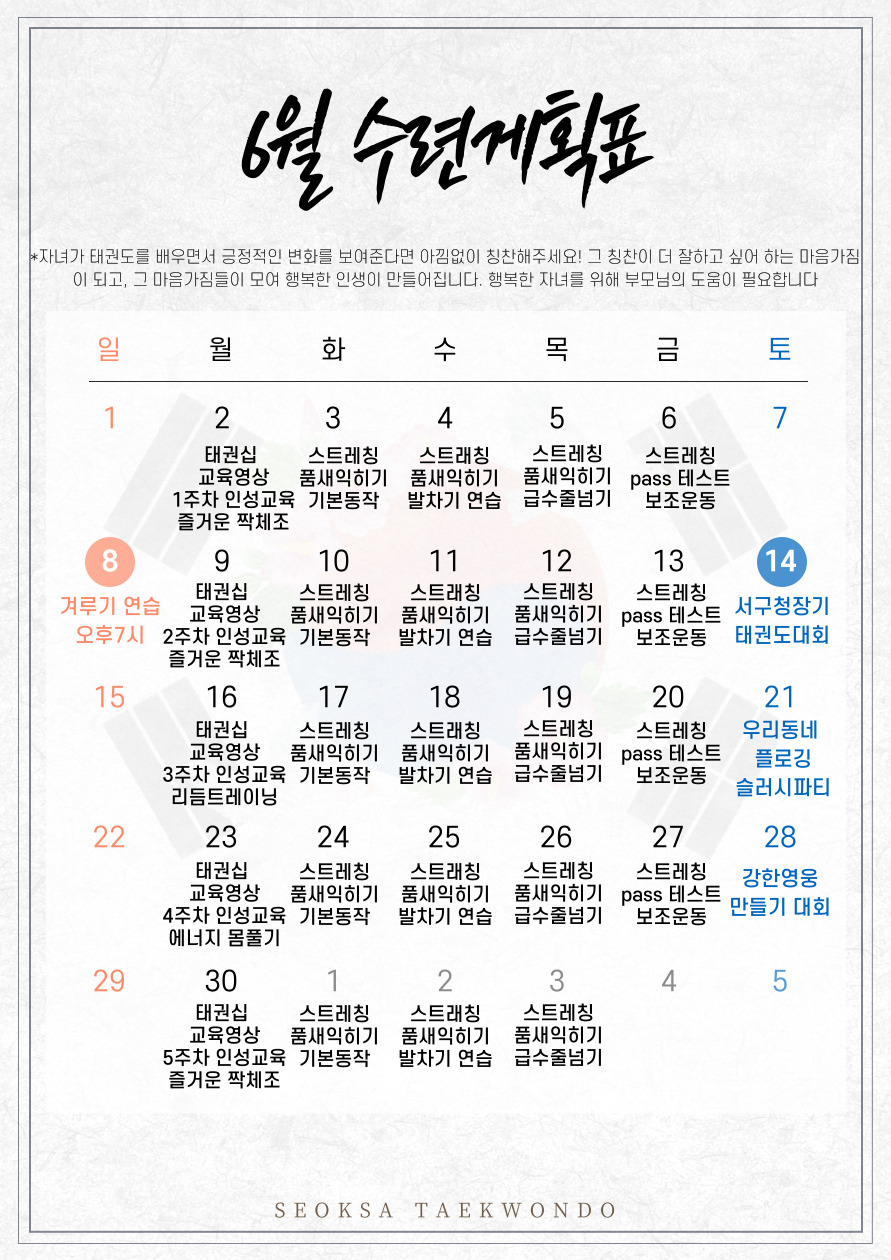 6월 수련계획표
*자녀가 태권도를 배우면서 긍정적인 변화를 보여준다면 아낌없이 칭찬해주세요! 그 칭찬이 더 잘하고 싶어 하는 마음가짐
이 되고, 그 마음가짐들이 모여 행복한 인생이 만들어집니다. 행복한 자녀를 위해 부모님의 도움이 필요합니다
일 월 화 수 목 금 토
1 2 3 4 5 6 7
태권십 스트레칭 스트래칭 스트레칭 스트레칭
교육영상 품새익히기 품새익히기 품새익히기 pass 테스트
1주차 인성교육 기본동작 발차기 연습 급수줄넘기 보조운동
즐거운 짝체조
8 9 10 11 12 13 14
겨루기 연습 태권십 스트레칭 스트래칭 스트레칭 스트레칭 서구청장기
오후7시 교육영상 품새익히기 품새익히기 품새익히기 pass 테스트 태권도대회
2주차 인성교육 기본동작 발차기 연습 급수줄넘기 보조운동
즐거운 짝체조
15 16 17 18 19 20 21
태권십 스트레칭 스트래칭 스트레칭 스트레칭 우리동네
교육영상 품새익히기 품새익히기 품새익히기 pass 테스트 플로깅
3주차 인성교육 기본동작 발차기 연습 급수줄넘기 보조운동 슬러시파티
리듬트레이닝
22 23 24 25 26 27 28
태권십 스트레칭 스트래칭 스트레칭 스트레칭 강한영웅
교육영상 품새익히기 품새익히기 품새익히기 pass 테스트 만들기 대회
4주차 인성교육 기본동작 발차기 연습 급수줄넘기 보조운동
에너지 몸풀기
29 30 1 2 3 4 5
태권십 스트레칭 스트래칭 스트레칭
교육영상 품새익히기 품새익히기 품새익히기
5주차 인성교육 기본동작 발차기 연습 급수줄넘기
즐거운 짝체조
SEOKSA TAEKWONDO